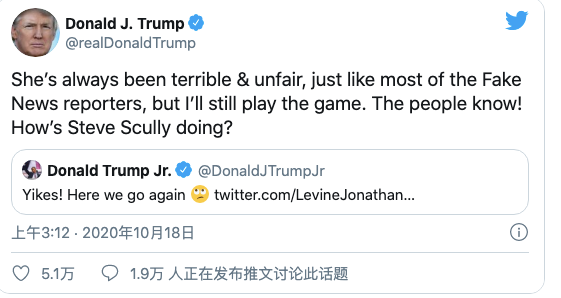 Donald J. Trump
@realDonaldTrump
She’s always been terrible & unfair, just like most of the Fake
News reporters, but I’ll still play the game. The people know!
How’s Steve Scully doing?
Donald Trump Jr. @DonaldJTrumpJr
Yikes! Here we go again 🙄 twitter.com/LevineJonathan...
上午3:12 · 2020年10月18日
5.1万 1.9万 人正在发布推文讨论此话题